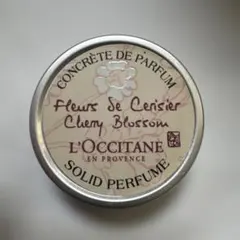 CONCRÈTE DE PARFUM
Fleurs de Cerisier
Cherry Blossom
L'OCCITANE
EN PROVENCE
SOLID PERFUME